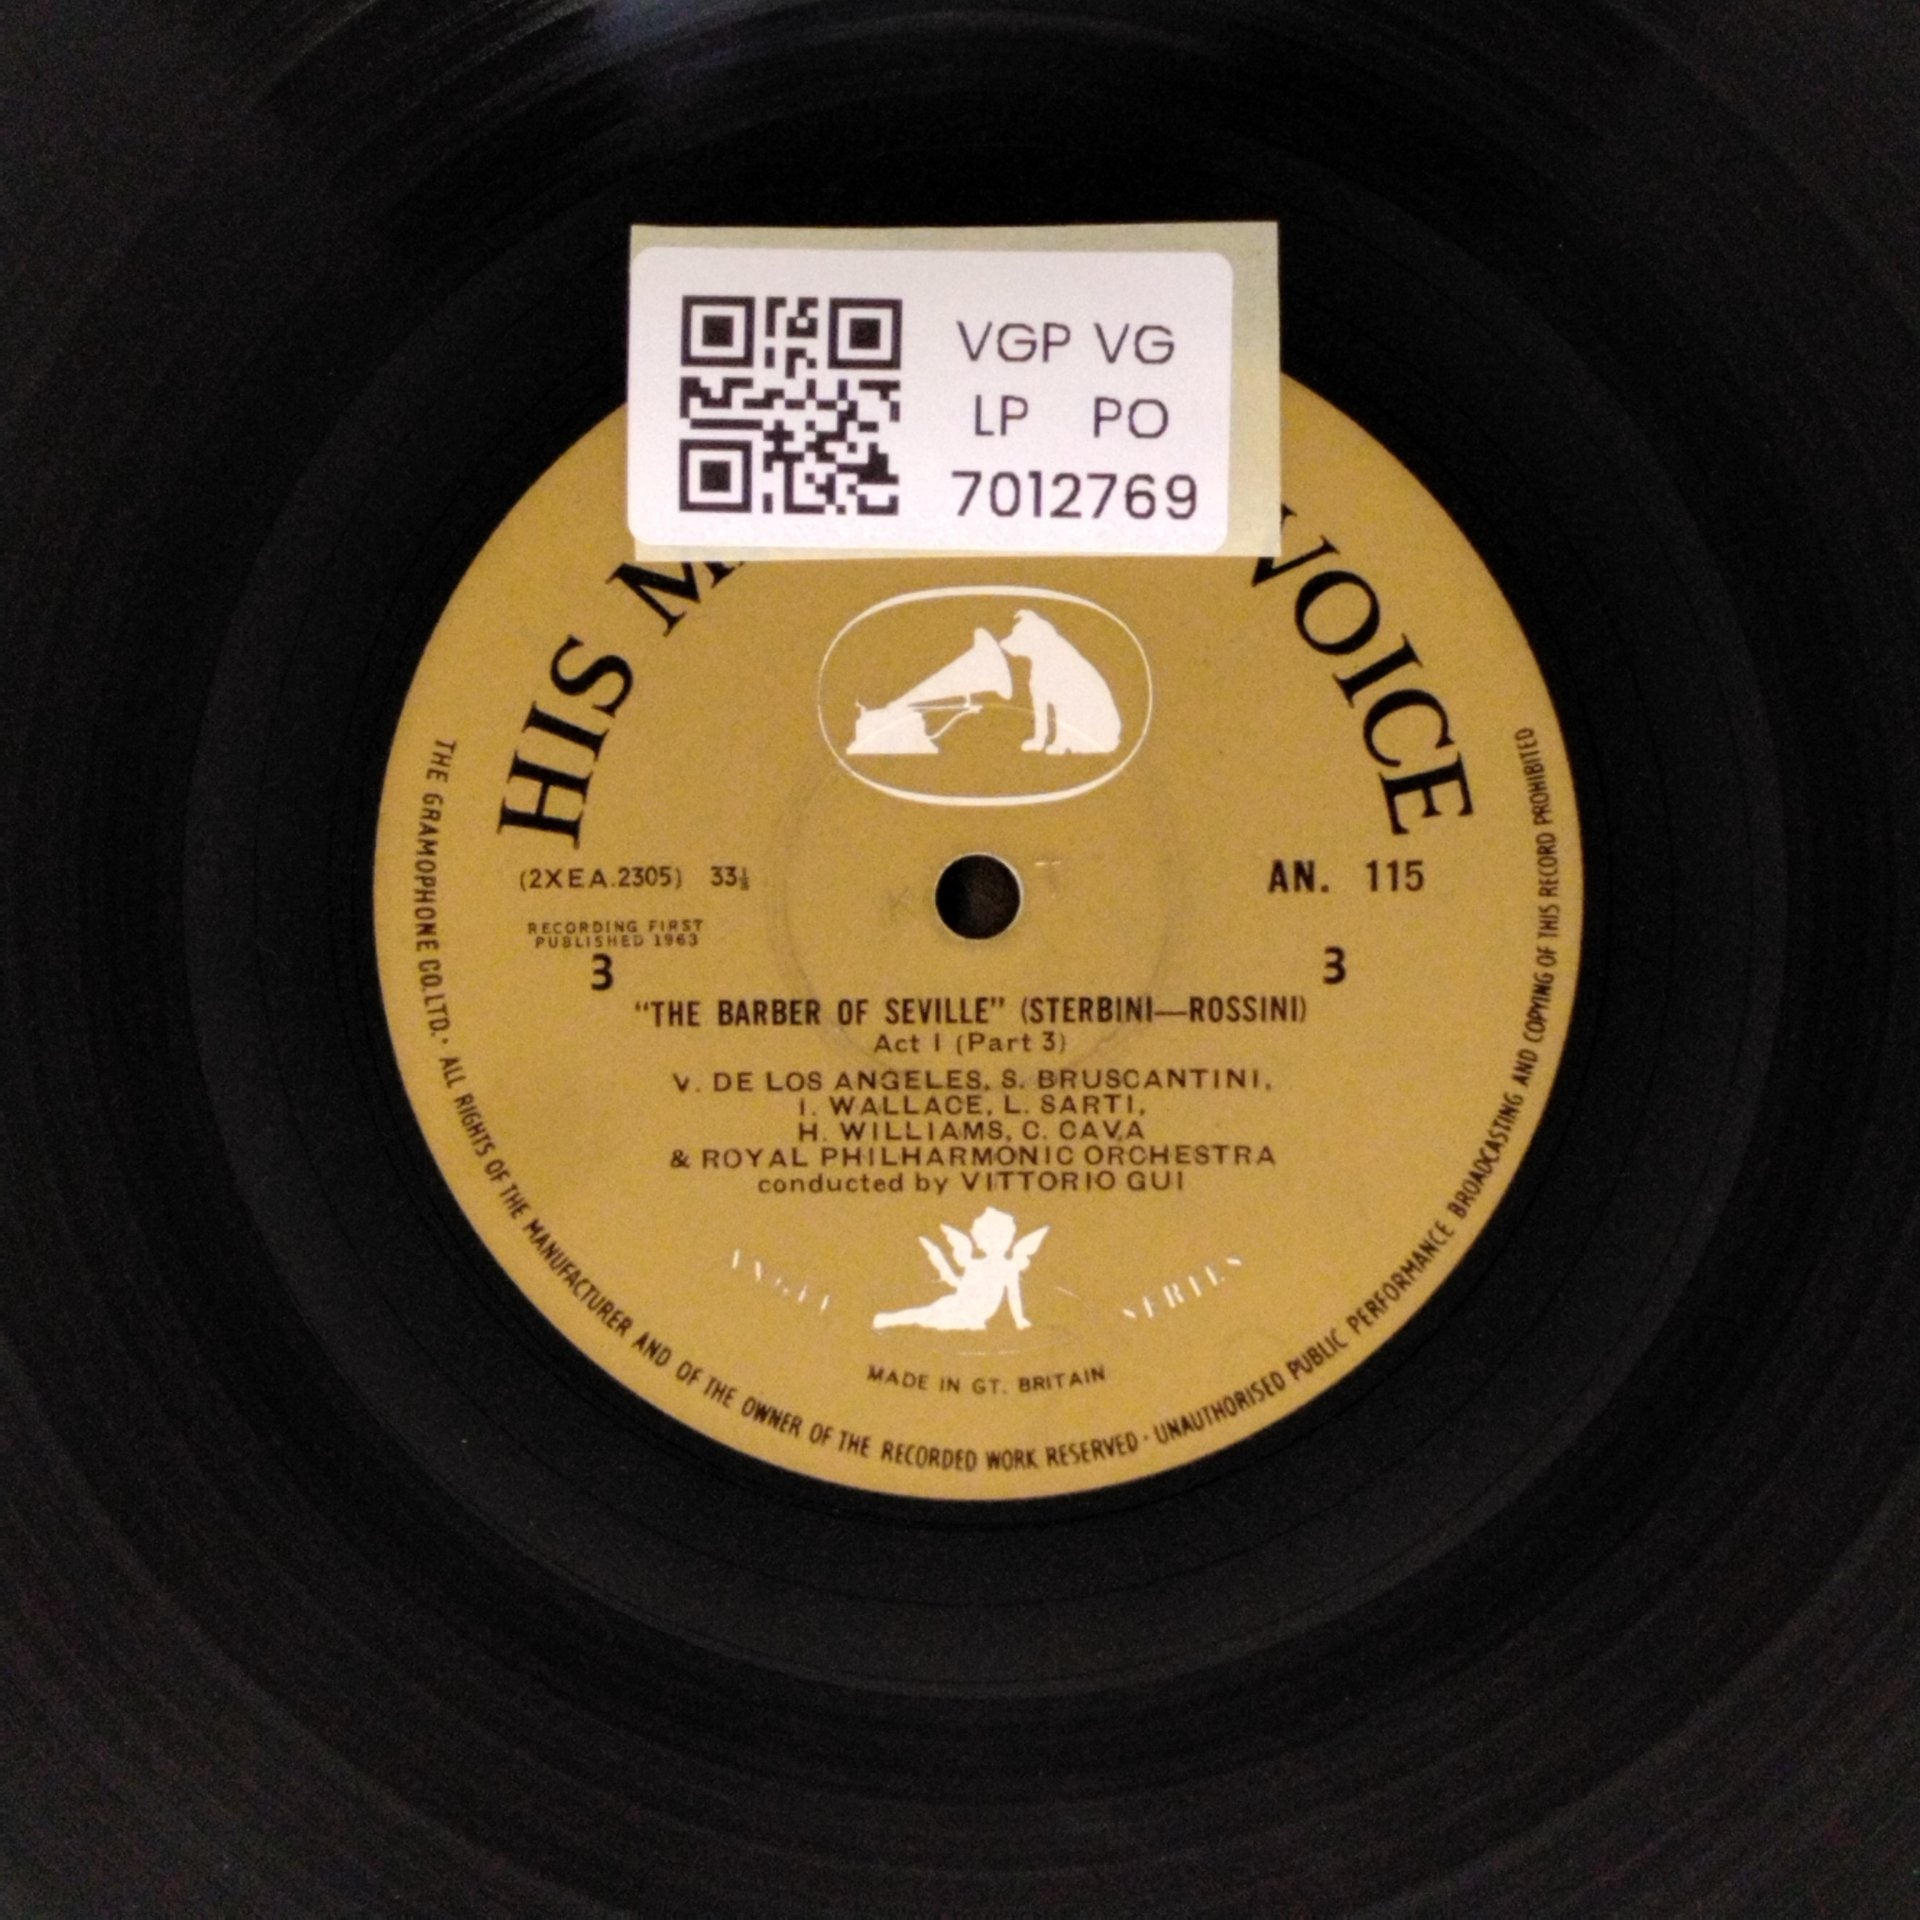 VGP VG
LP PO
7012769
HIS M
VOICE
(2XEA.2305) 33⅓
AN. 115
RECORDING FIRST
PUBLISHED 1963
3
3
"THE BARBER OF SEVILLE" (STERBINI—ROSSINI)
Act I (Part 3)
V. DE LOS ANGELES, S. BRUSCANTINI,
I. WALLACE, L. SARTI,
H. WILLIAMS, C. CAVA
& ROYAL PHILHARMONIC ORCHESTRA
conducted by VITTORIO GUI
ANGEL SERIES
MADE IN GT. BRITAIN
THE GRAMOPHONE CO. LTD. · ALL RIGHTS OF THE MANUFACTURER AND OF THE OWNER OF THE RECORDED WORK RESERVED · UNAUTHORISED PUBLIC PERFORMANCE BROADCASTING AND COPYING OF THIS RECORD PROHIBITED